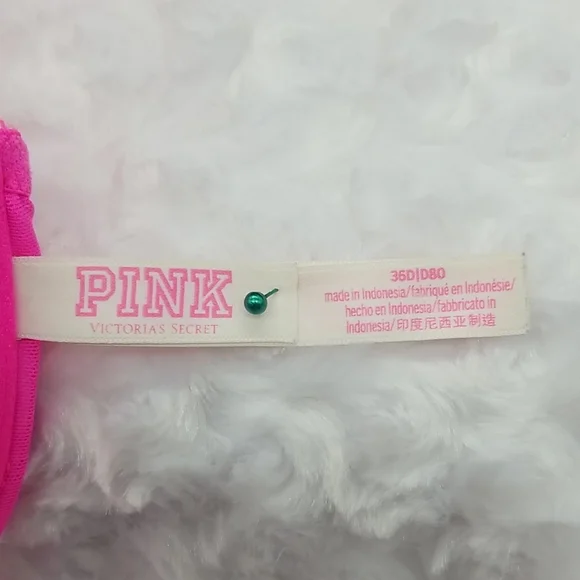 PINK
VICTORIA'S SECRET
36D|D80
made in Indonesia/fabriqué en Indonésie/
hecho en Indonesia/fabbricato in
Indonesia/印度尼西亚制造